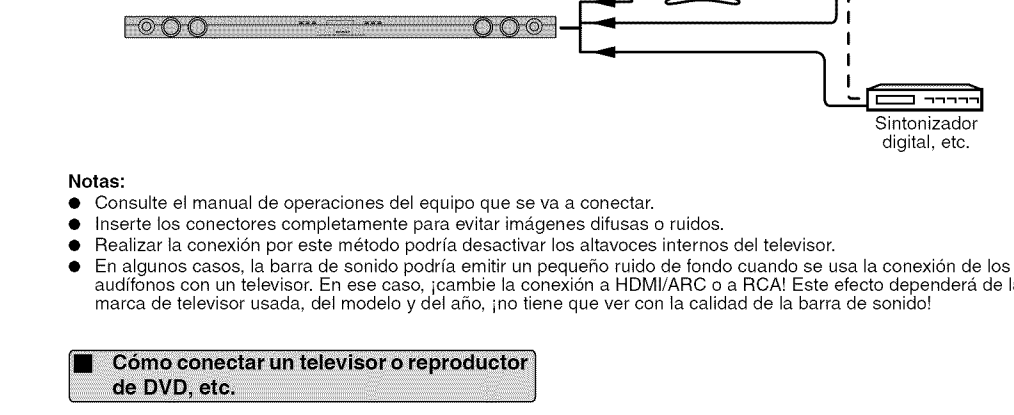 Sintonizador
digital, etc.
Notas:
● Consulte el manual de operaciones del equipo que se va a conectar.
● Inserte los conectores completamente para evitar imágenes difusas o ruidos.
● Realizar la conexión por este método podría desactivar los altavoces internos del televisor.
● En algunos casos, la barra de sonido podría emitir un pequeño ruido de fondo cuando se usa la conexión de los
audífonos con un televisor. En ese caso, ¡cambie la conexión a HDMI/ARC o a RCA! Este efecto dependerá de
marca de televisor usada, del modelo y del año, ¡no tiene que ver con la calidad de la barra de sonido!
■ Cómo conectar un televisor o reproductor
de DVD, etc.